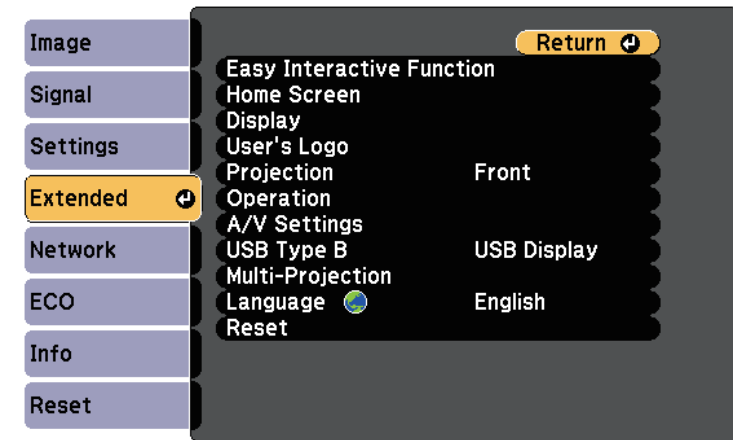 Image
Signal
Settings
Extended
Network
ECO
Info
Reset
Return
Easy Interactive Function
Home Screen
Display
User's Logo
Projection Front
Operation
A/V Settings
USB Type B USB Display
Multi-Projection
Language English
Reset